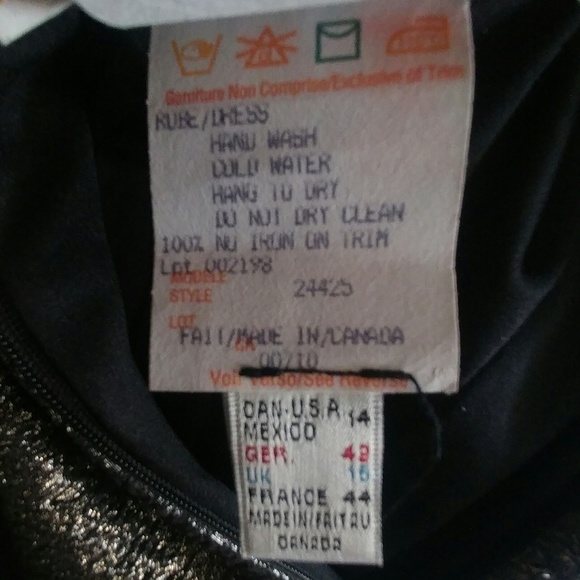 Garniture Non Comprise/Exclusive of Trim
ROBE/DRESS
HAND WASH
COLD WATER
HANG TO DRY
DO NOT DRY CLEAN
100% NO IRON ON TRIM
Lot 002198
MODELE
STYLE 24425
LOT
FAIT/MADE IN/CANADA
00/10
Voir Verso/See Reverse
CAN-U.S.A 14
MEXICO
GER. 42
UK 16
FRANCE 44
MADE IN/FAIT AU
CANADA